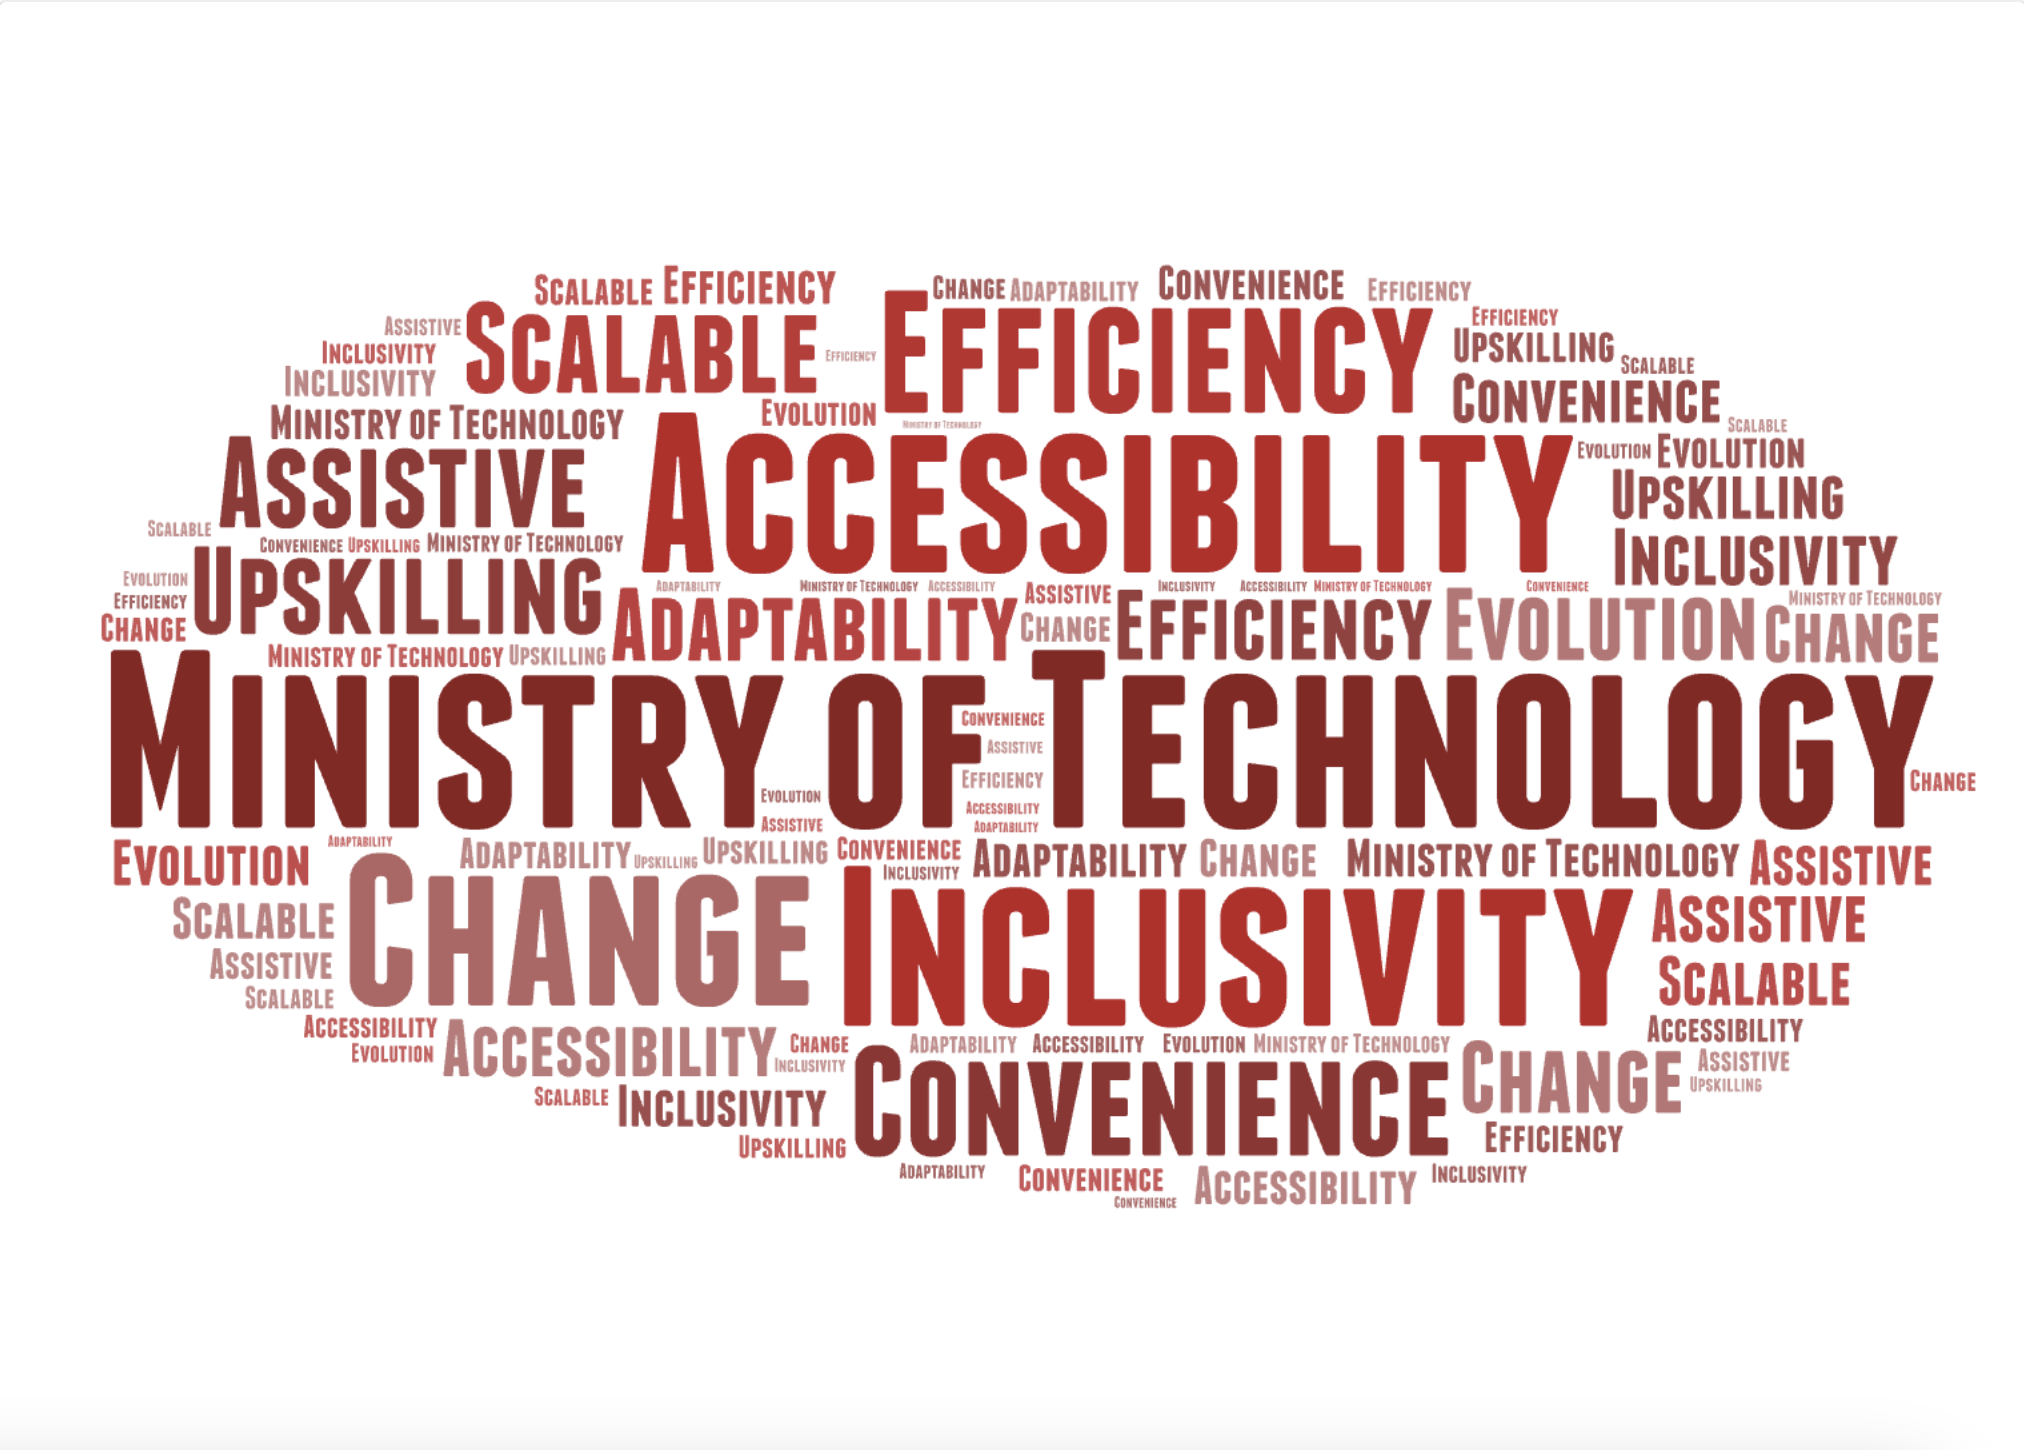 Scalable Efficiency
Change Adaptability Convenience Efficiency
Assistive Scalable Efficiency Efficiency Efficiency
Inclusivity Upskilling Scalable
Inclusivity Convenience
Ministry of Technology Evolution Ministry of Technology Scalable
Assistive Accessibility Evolution Evolution
Upskilling
Scalable Convenience Upskilling Ministry of Technology Inclusivity
Evolution Upskilling Adaptability Ministry of Technology Accessibility Assistive Inclusivity Accessibility Ministry of Technology Convenience
Efficiency Ministry of Technology
Change Adaptability Change Efficiency Evolution Change
Ministry of Technology Upskilling
Ministry of Technology
Convenience
Assistive
Efficiency Change
Evolution Accessibility
Assistive Adaptability
Evolution Adaptability Adaptability Upskilling Upskilling Convenience Adaptability Change Ministry of Technology Assistive
Inclusivity
Scalable Change Inclusivity Assistive
Assistive
Scalable Scalable
Accessibility Accessibility
Evolution Accessibility Change Adaptability Accessibility Evolution Ministry of Technology
Inclusivity Change Assistive
Scalable Inclusivity Convenience Upskilling
Upskilling Efficiency
Adaptability Convenience Accessibility Inclusivity
Convenience